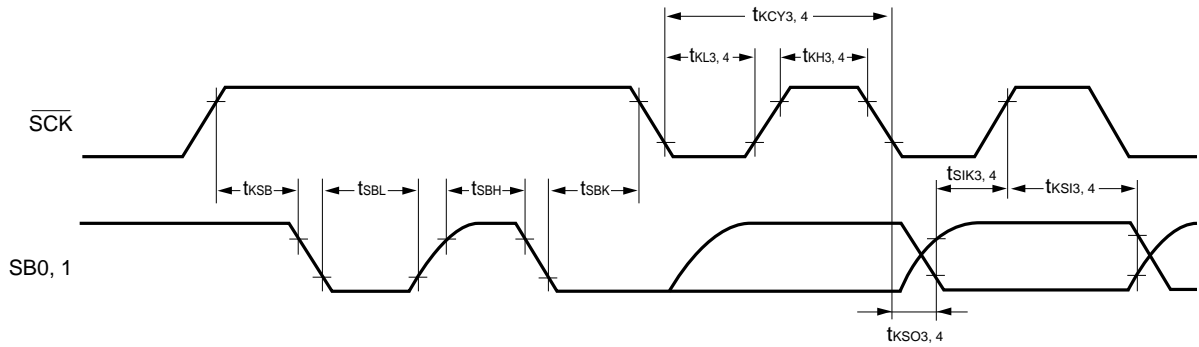 tKCY3, 4
tKL3, 4
tKH3, 4
SCK
tKSB
tSBL
tSBH
tSBK
tSIK3, 4
tKSI3, 4
SB0, 1
tKSO3, 4